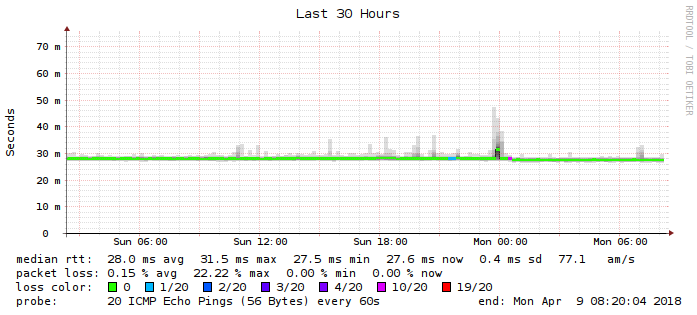 Last 30 Hours
RRDTOOL / TOBI OETIKER
Seconds
70 m
60 m
50 m
40 m
30 m
20 m
10 m
0
Sun 06:00 Sun 12:00 Sun 18:00 Mon 00:00 Mon 06:00
median rtt: 28.0 ms avg 31.5 ms max 27.5 ms min 27.6 ms now 0.4 ms sd 77.1 am/s
packet loss: 0.15 % avg 22.22 % max 0.00 % min 0.00 % now
loss color: 0 1/20 2/20 3/20 4/20 10/20 19/20
probe: 20 ICMP Echo Pings (56 Bytes) every 60s end: Mon Apr 9 08:20:04 2018